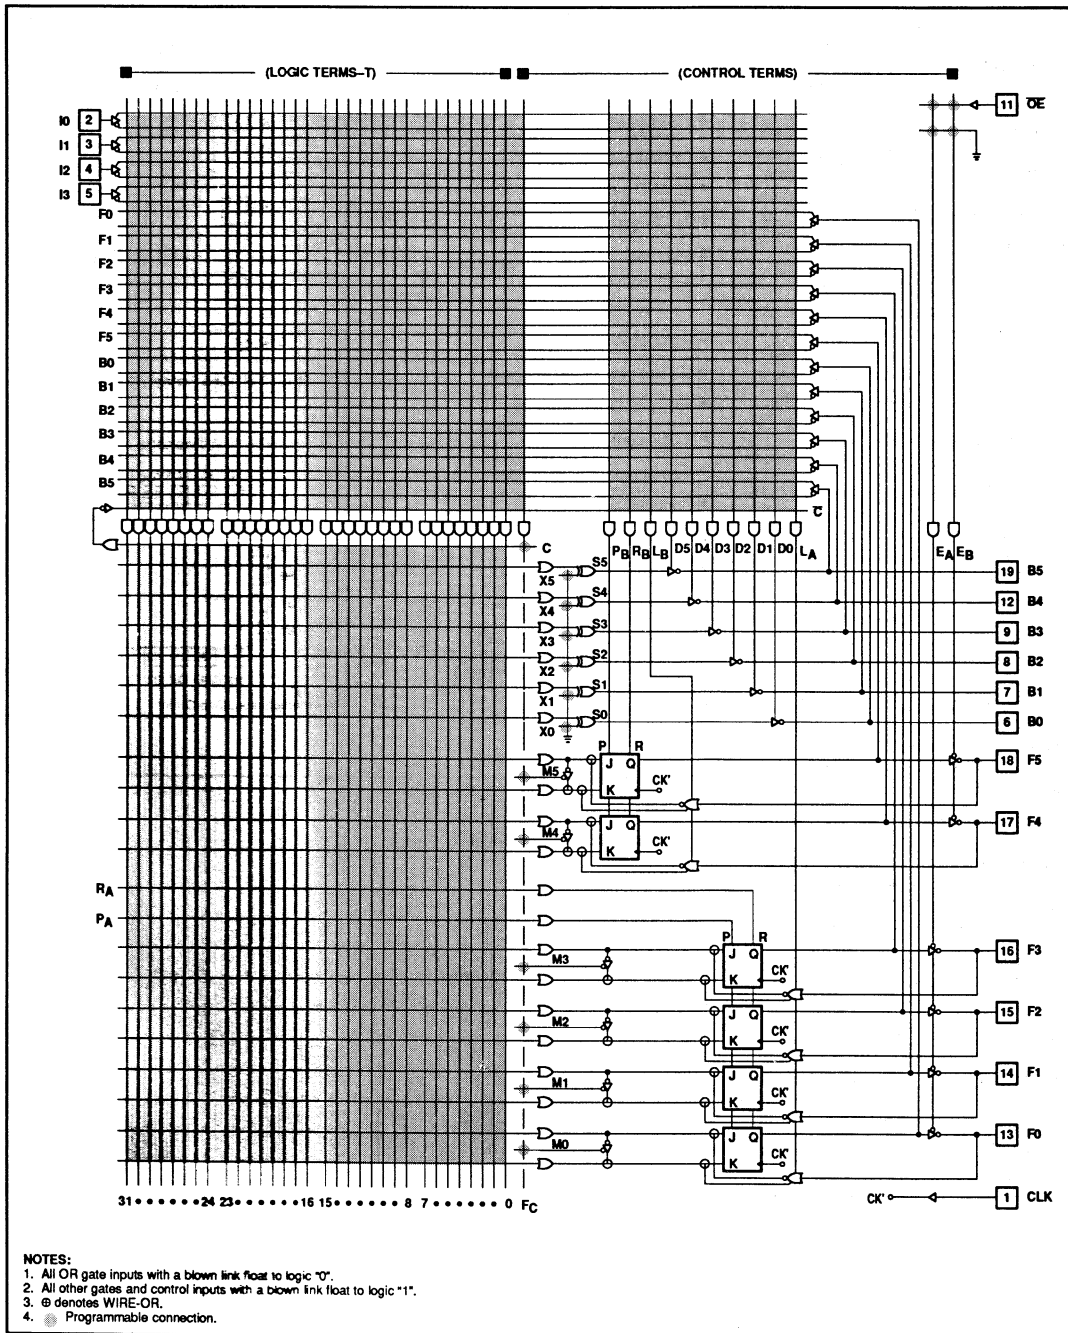 (LOGIC TERMS–T) (CONTROL TERMS)
11 OE
I0 2
I1 3
I2 4
I3 5
F0
F1
F2
F3
F4
F5
B0
B1
B2
B3
B4
B5
C
C PB RB LB D5 D4 D3 D2 D1 D0 LA EA EB
X5 S5 19 B5
X4 S4 12 B4
X3 S3 9 B3
X2 S2 8 B2
X1 S1 7 B1
X0 S0 6 B0
P R
M5 J Q K CK' 18 F5
M4 J Q K CK' 17 F4
RA
PA
P R
M3 J Q K CK' 16 F3
M2 J Q K CK' 15 F2
M1 J Q K CK' 14 F1
M0 J Q K CK' 13 F0
31 • • • • • • 24 23 • • • • • • 16 15 • • • • • • 8 7 • • • • • • 0 FC
CK' 1 CLK
NOTES:
1. All OR gate inputs with a blown link float to logic "0".
2. All other gates and control inputs with a blown link float to logic "1".
3. ⊕ denotes WIRE-OR.
4. Programmable connection.